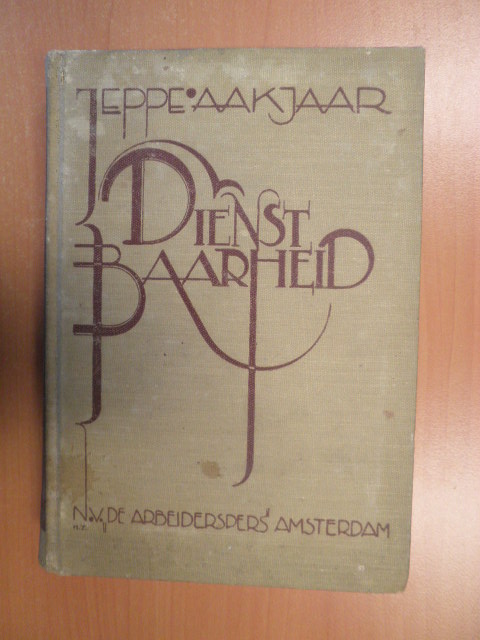 JEPPE•AAKJAAR
DIENST
BAARHEID
N.V. DE ARBEIDERSPERS AMSTERDAM